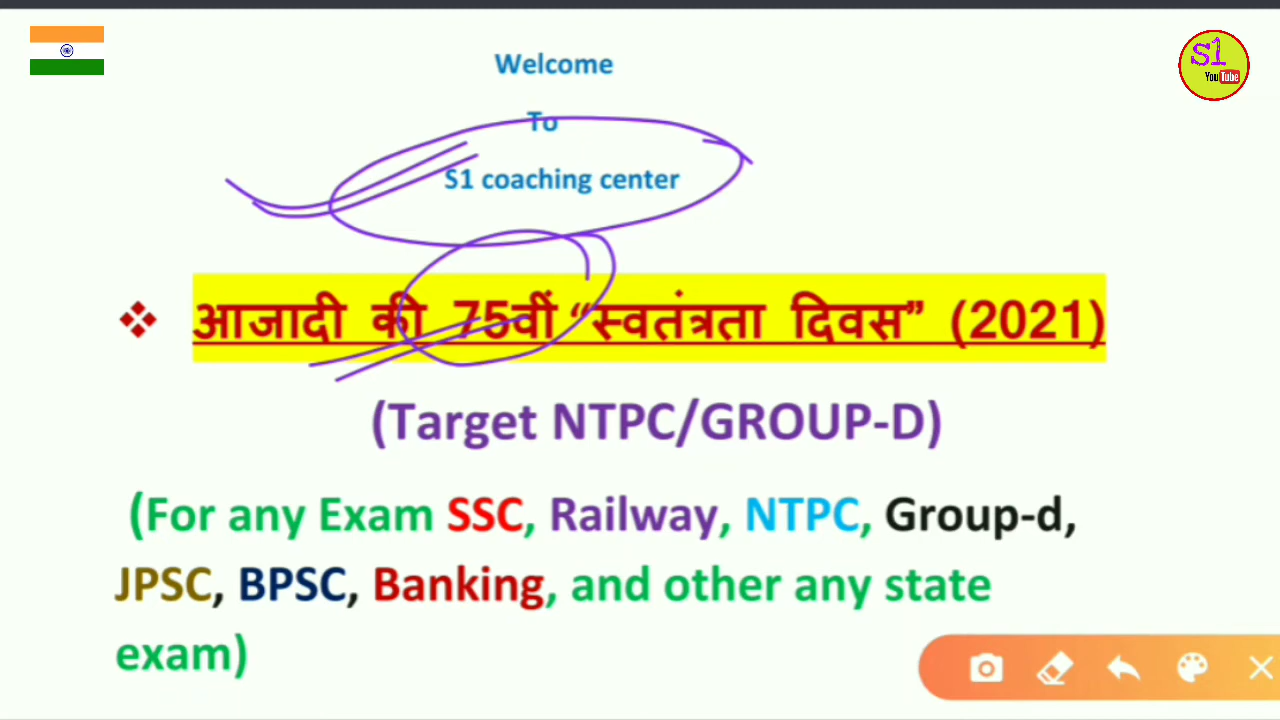 S1
YouTube
Welcome
To
S1 coaching center
❖ आजादी की 75वीं “स्वतंत्रता दिवस” (2021)
(Target NTPC/GROUP-D)
(For any Exam SSC, Railway, NTPC, Group-d,
JPSC, BPSC, Banking, and other any state
exam)